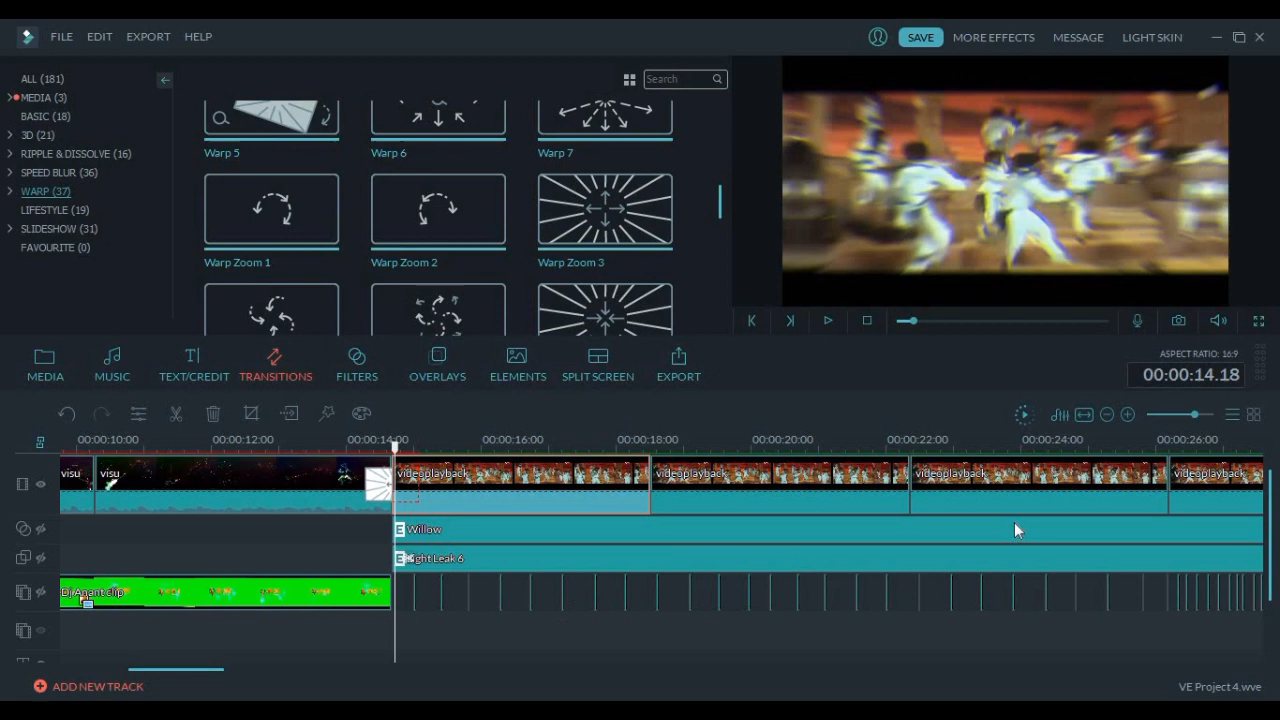 FILE EDIT EXPORT HELP
SAVE MORE EFFECTS MESSAGE LIGHT SKIN
ALL (181)
MEDIA (3)
BASIC (18)
3D (21)
RIPPLE & DISSOLVE (16)
SPEED BLUR (36)
WARP (37)
LIFESTYLE (19)
SLIDESHOW (31)
FAVOURITE (0)
Search
Warp 5 Warp 6 Warp 7
Warp Zoom 1 Warp Zoom 2 Warp Zoom 3
MEDIA MUSIC TEXT/CREDIT TRANSITIONS FILTERS OVERLAYS ELEMENTS SPLIT SCREEN EXPORT
ASPECT RATIO: 16:9
00:00:14.18
00:00:10:00 00:00:12:00 00:00:14:00 00:00:16:00 00:00:18:00 00:00:20:00 00:00:22:00 00:00:24:00 00:00:26:00
visu visu videoplayback videoplayback videoplayback videoplayback
Willow
Light Leak 6
Dj Anant clip
ADD NEW TRACK
VE Project 4.wve